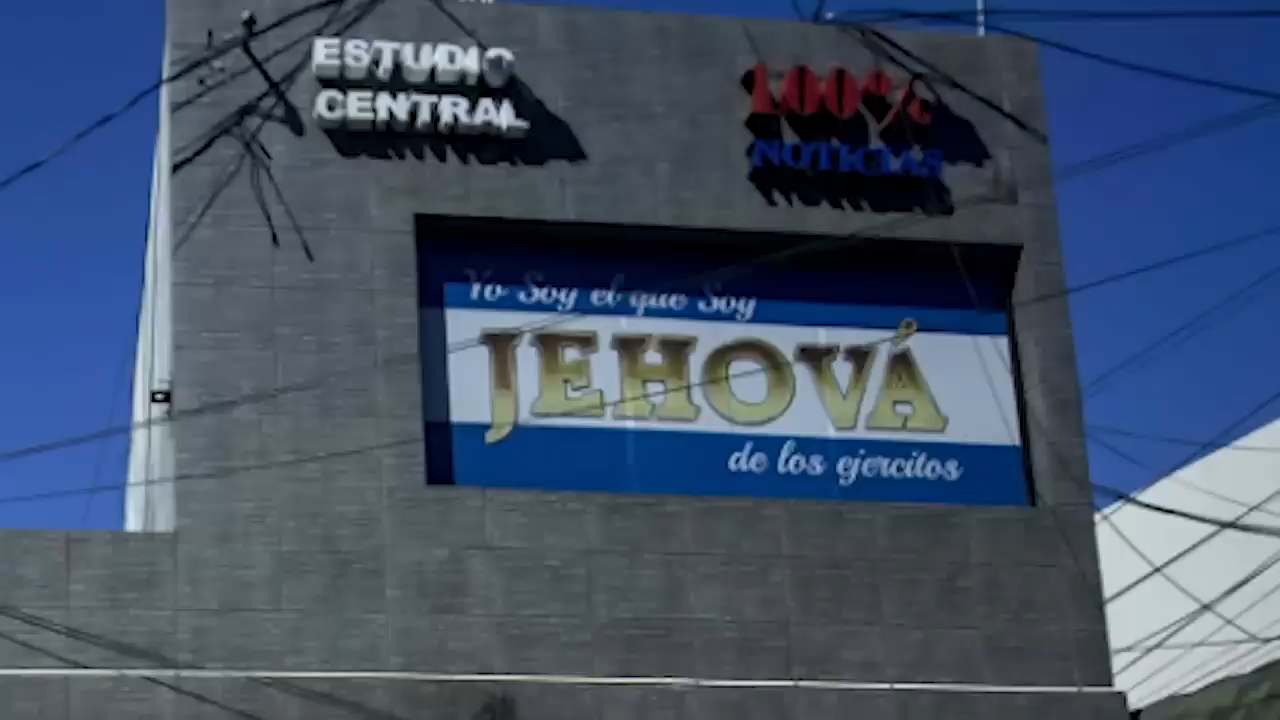 ESTUDIO
CENTRAL
100%
NOTICIAS
Yo Soy el que Soy
JEHOVÁ
de los ejercitos